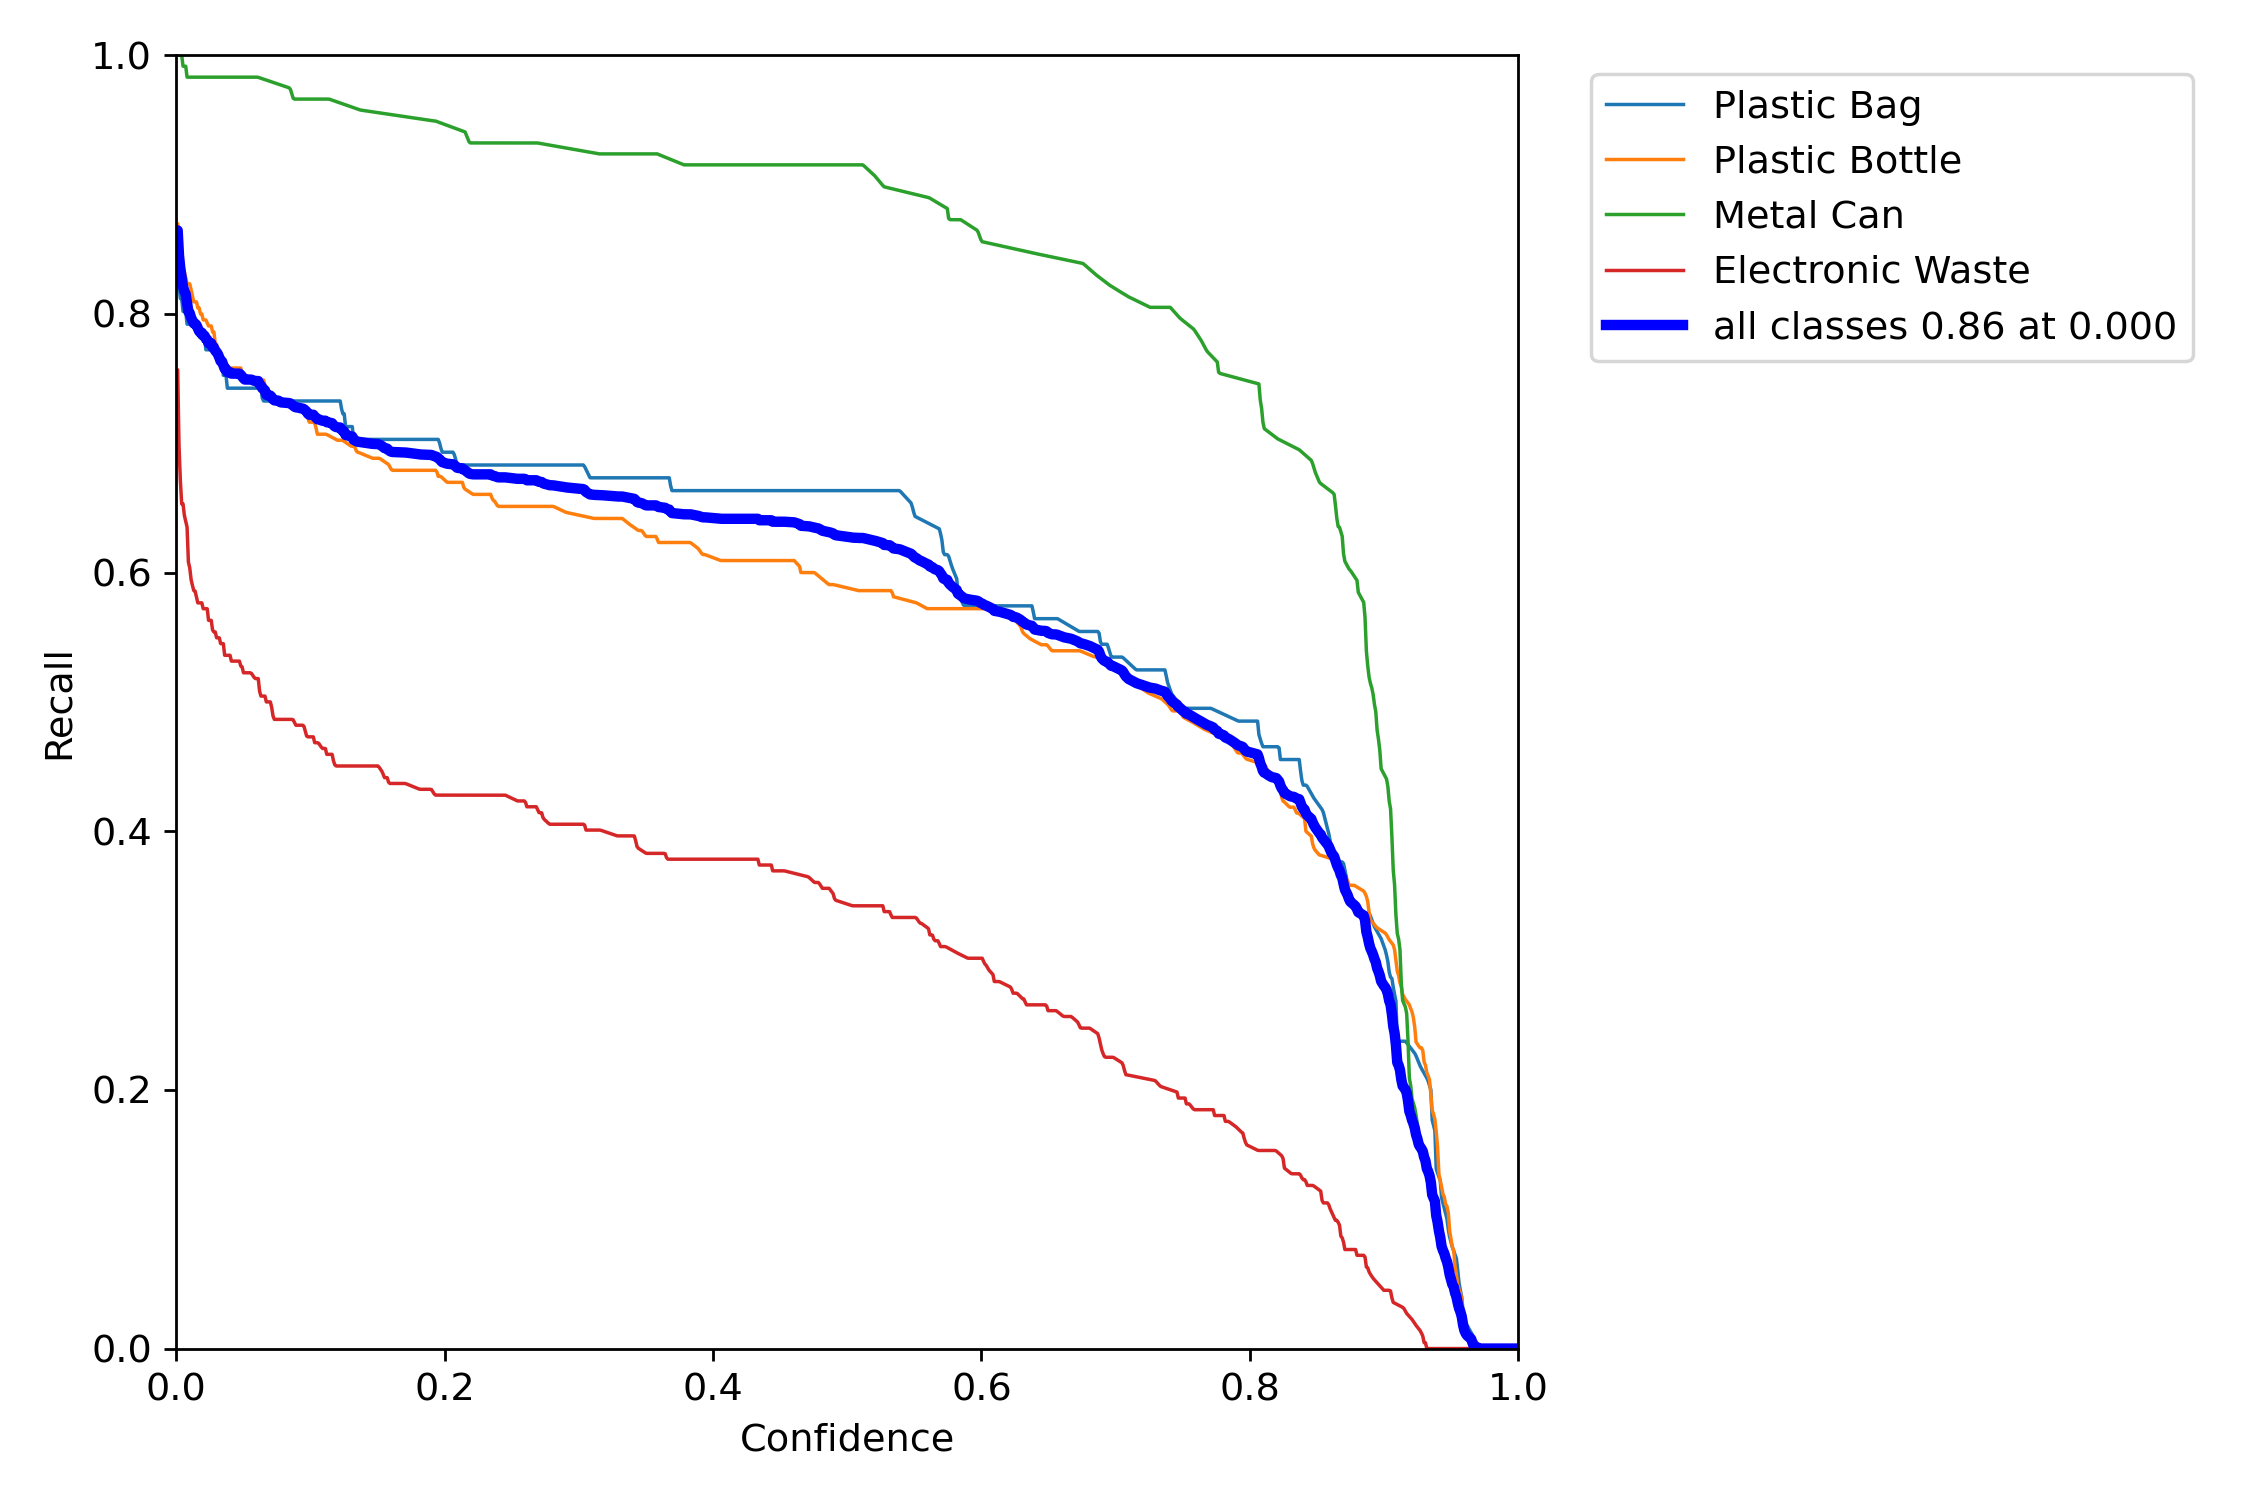 1.0
0.8
0.6
0.4
0.2
0.0
Recall
0.0 0.2 0.4 0.6 0.8 1.0
Confidence
Plastic Bag
Plastic Bottle
Metal Can
Electronic Waste
all classes 0.86 at 0.000